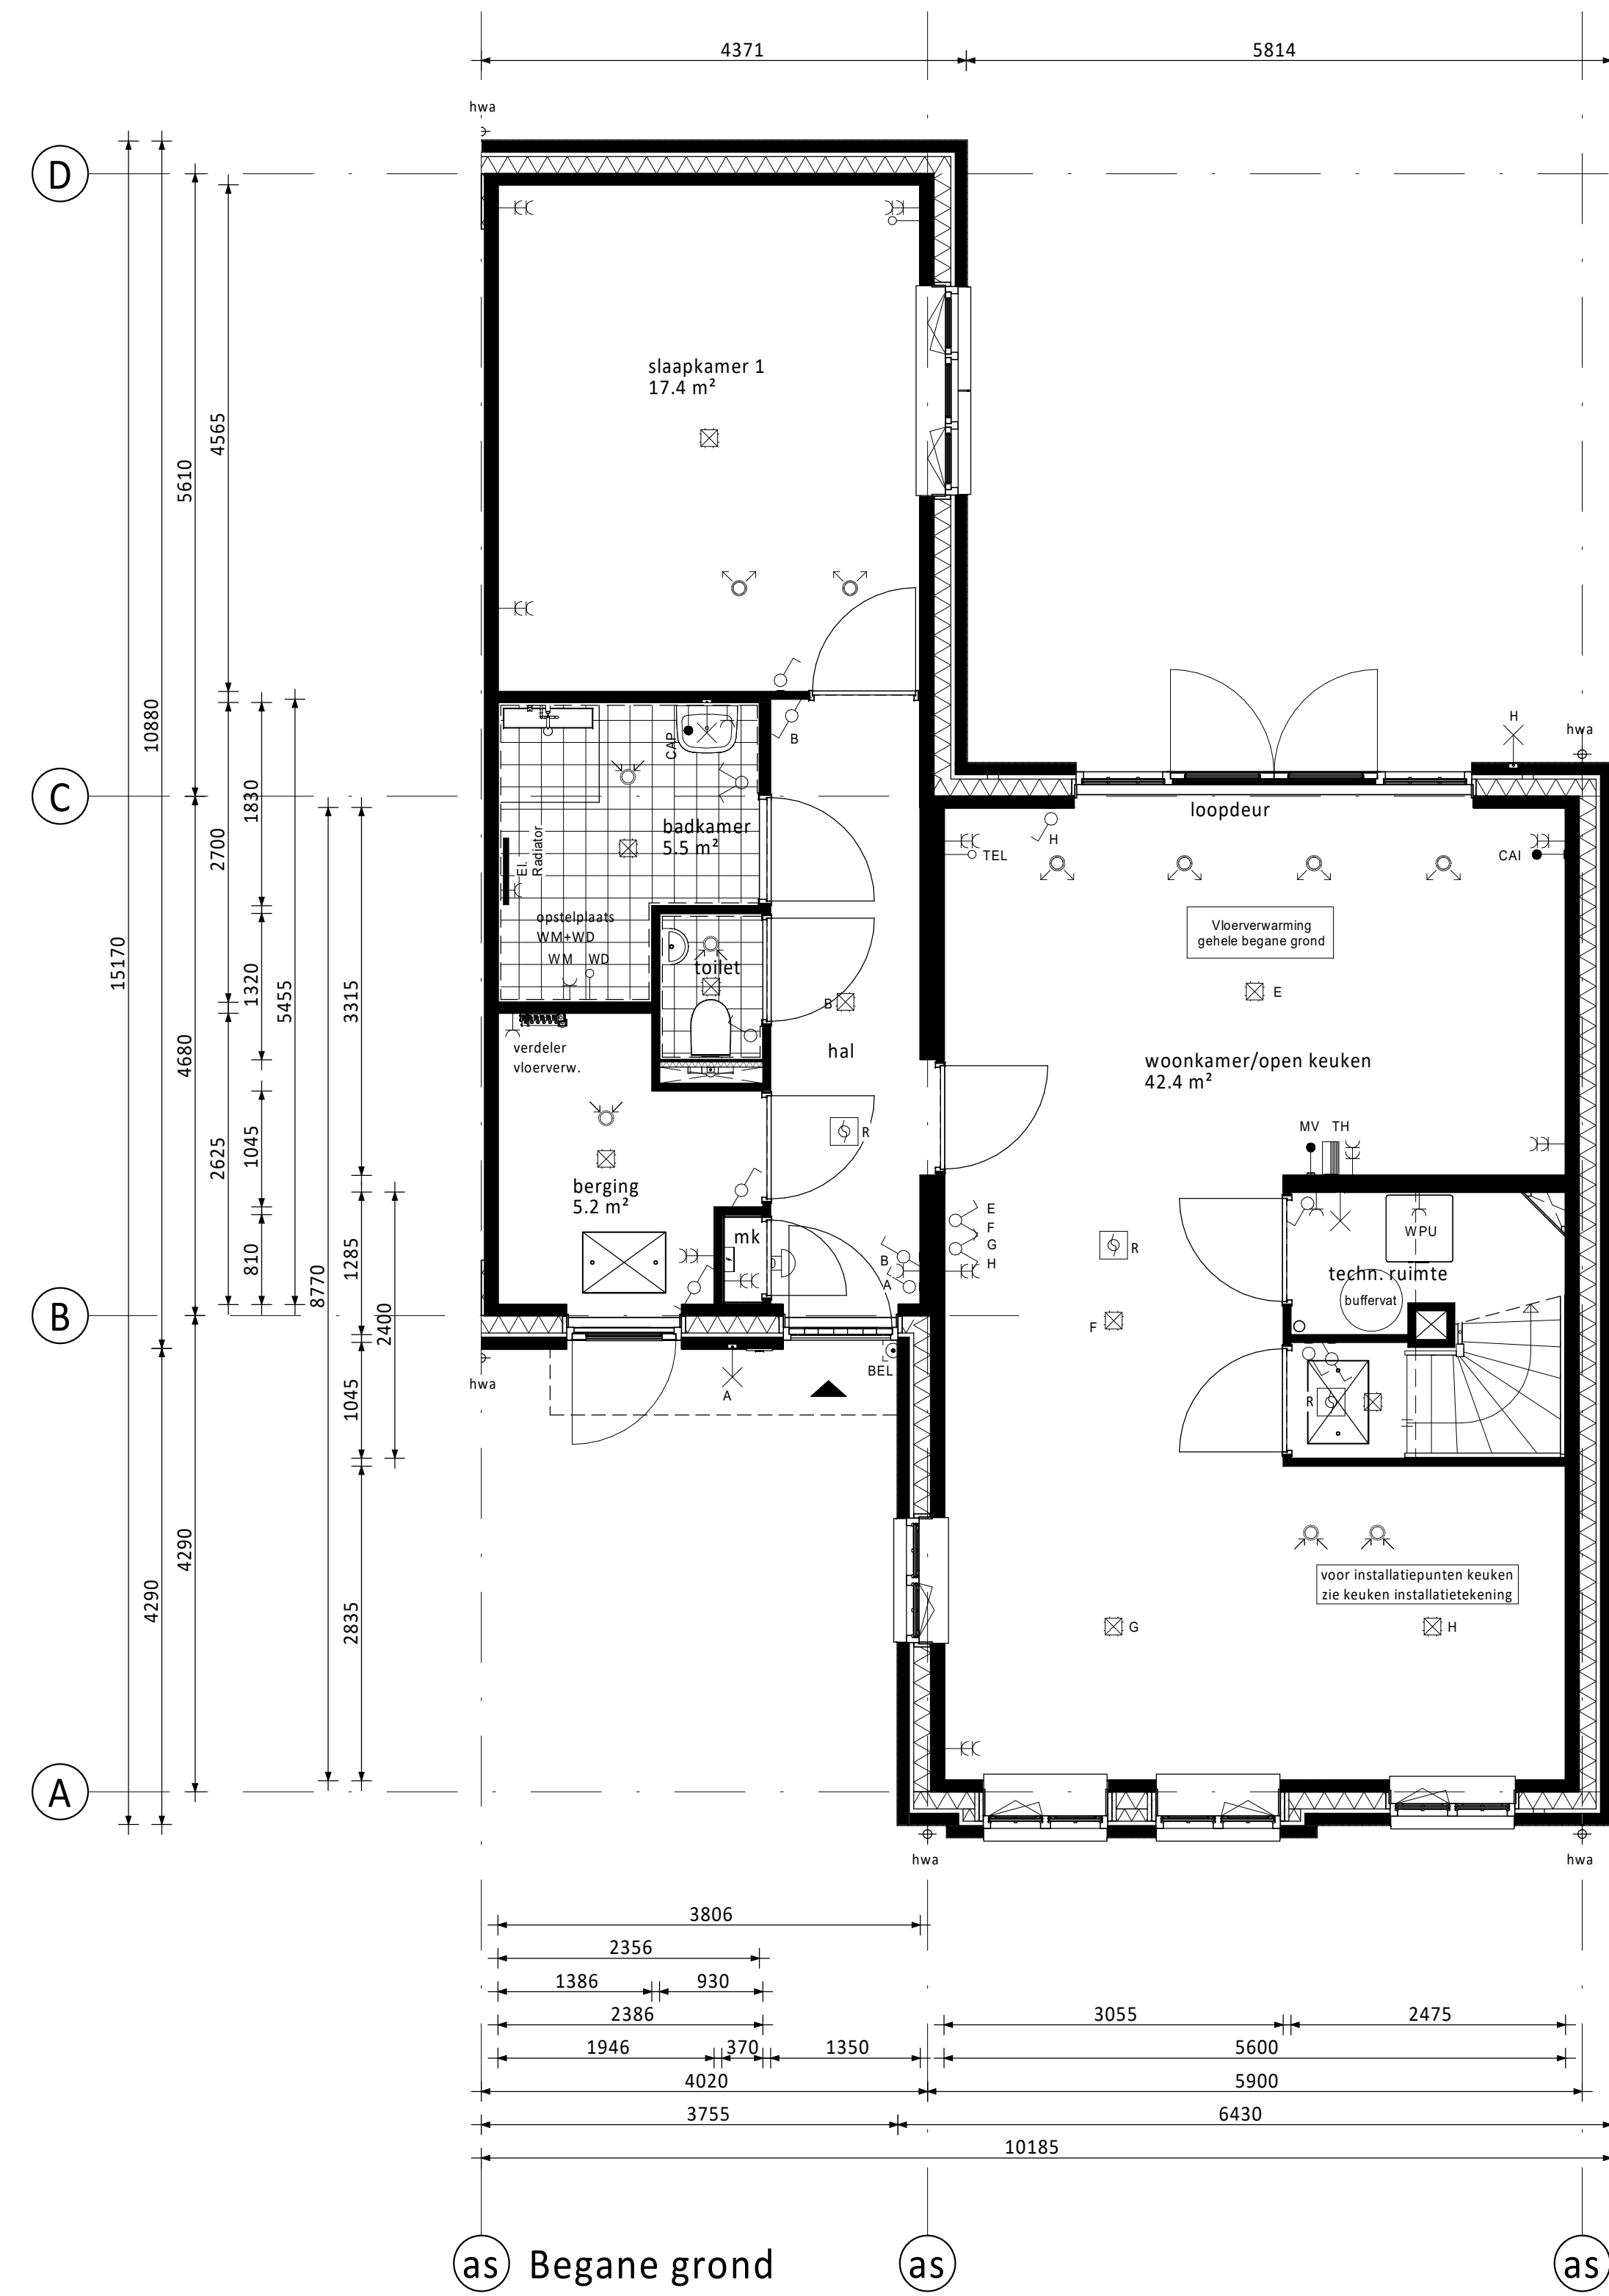 4371
5814
hwa
D
slaapkamer 1
17.4 m²
4565
5610
10880
15170
B
H
hwa
C
loopdeur
CAP
badkamer
5.5 m²
El.
Radiator
H
TEL
CAI
1830
2700
Vloerverwarming
gehele begane grond
opstelplaats
WM+WD
WM
WD
toilet
1320
5455
3315
B
E
hal
verdeler
vloerverw.
woonkamer/open keuken
42.4 m²
4680
MV
TH
R
1045
2625
berging
5.2 m²
mk
E
F
G
H
R
WPU
techn. ruimte
buffervat
B
A
810
1285
8770
2400
B
F
BEL
hwa
A
R
1045
4290
4290
voor installatiepunten keuken
zie keuken installatietekening
2835
G
H
A
hwa
hwa
3806
2356
1386
930
2386
3055
2475
1946
370
1350
5600
4020
5900
3755
6430
10185
as
Begane grond
as
as